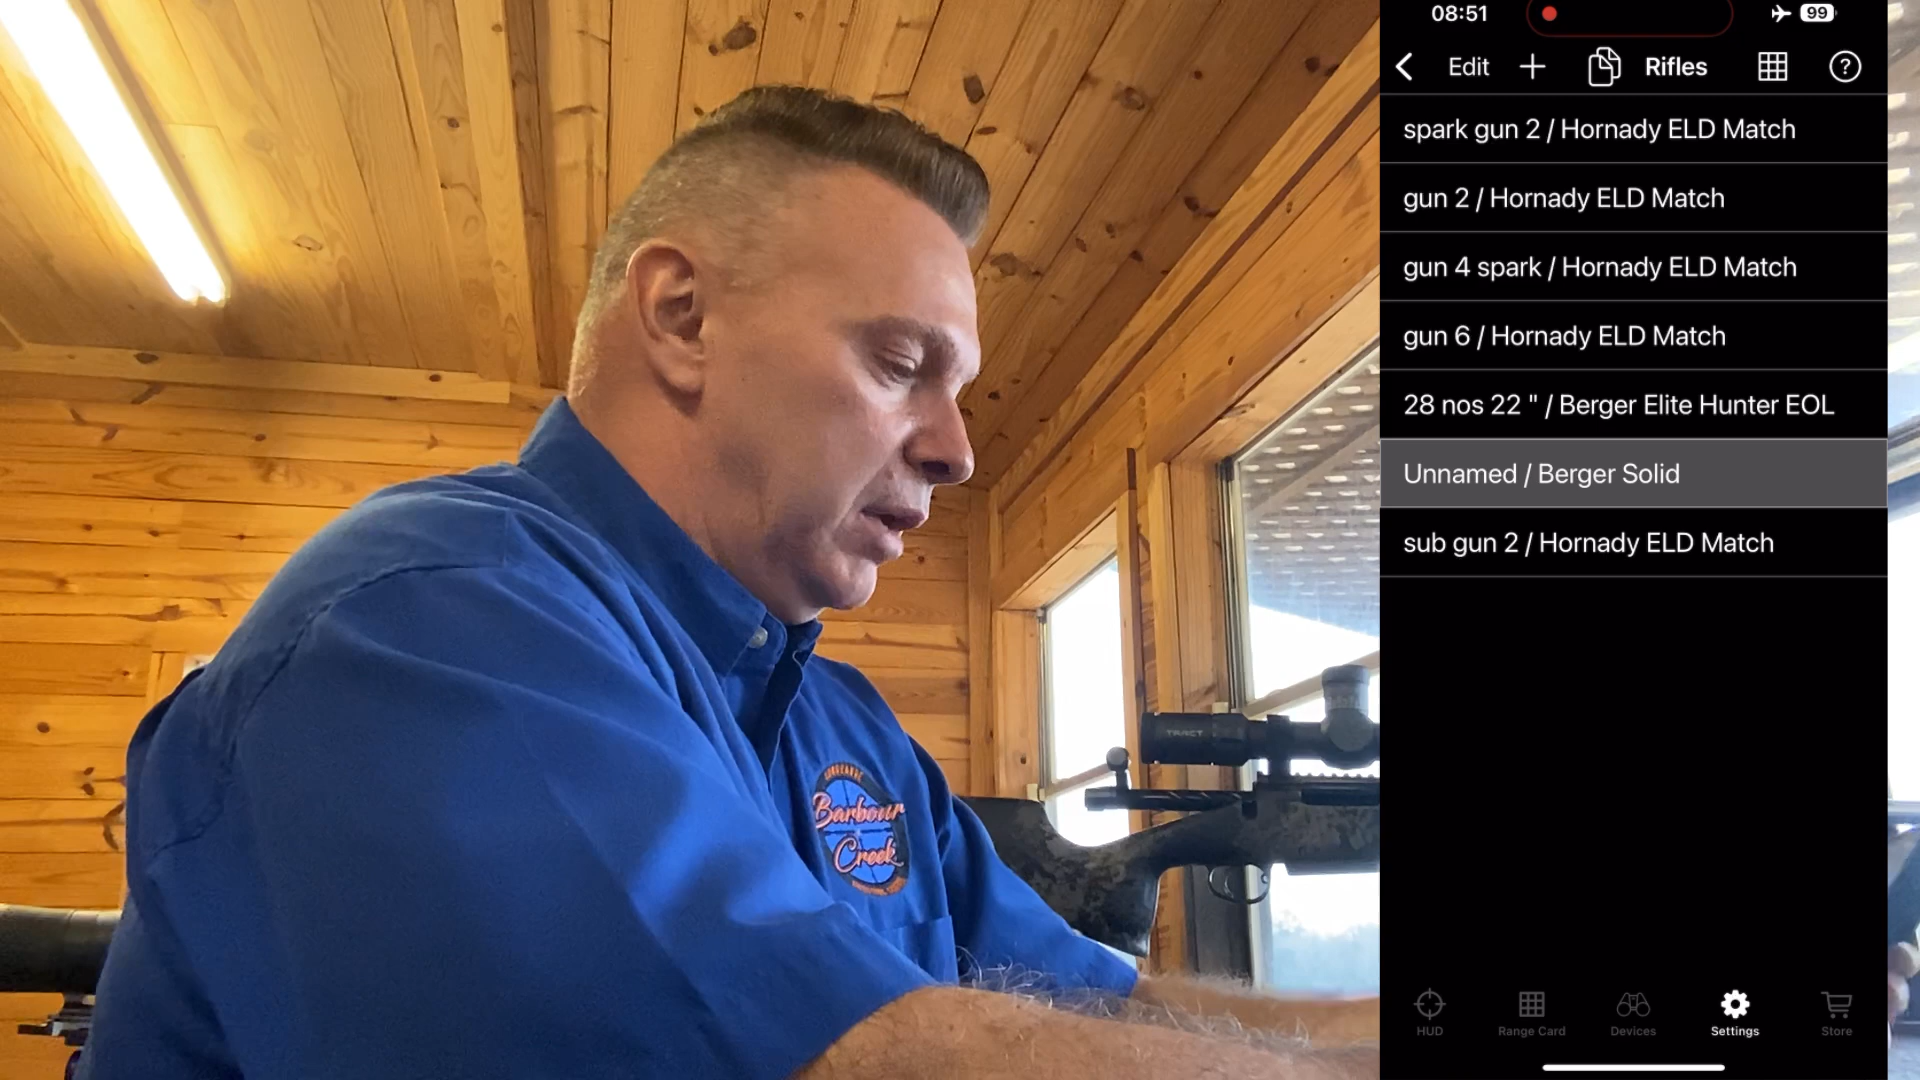 08:51
99
Edit
Rifles
?
spark gun 2 / Hornady ELD Match
gun 2 / Hornady ELD Match
gun 4 spark / Hornady ELD Match
gun 6 / Hornady ELD Match
28 nos 22 " / Berger Elite Hunter EOL
Unnamed / Berger Solid
sub gun 2 / Hornady ELD Match
HUD
Range Card
Devices
Settings
Store
TRACT
Barbour
Creek